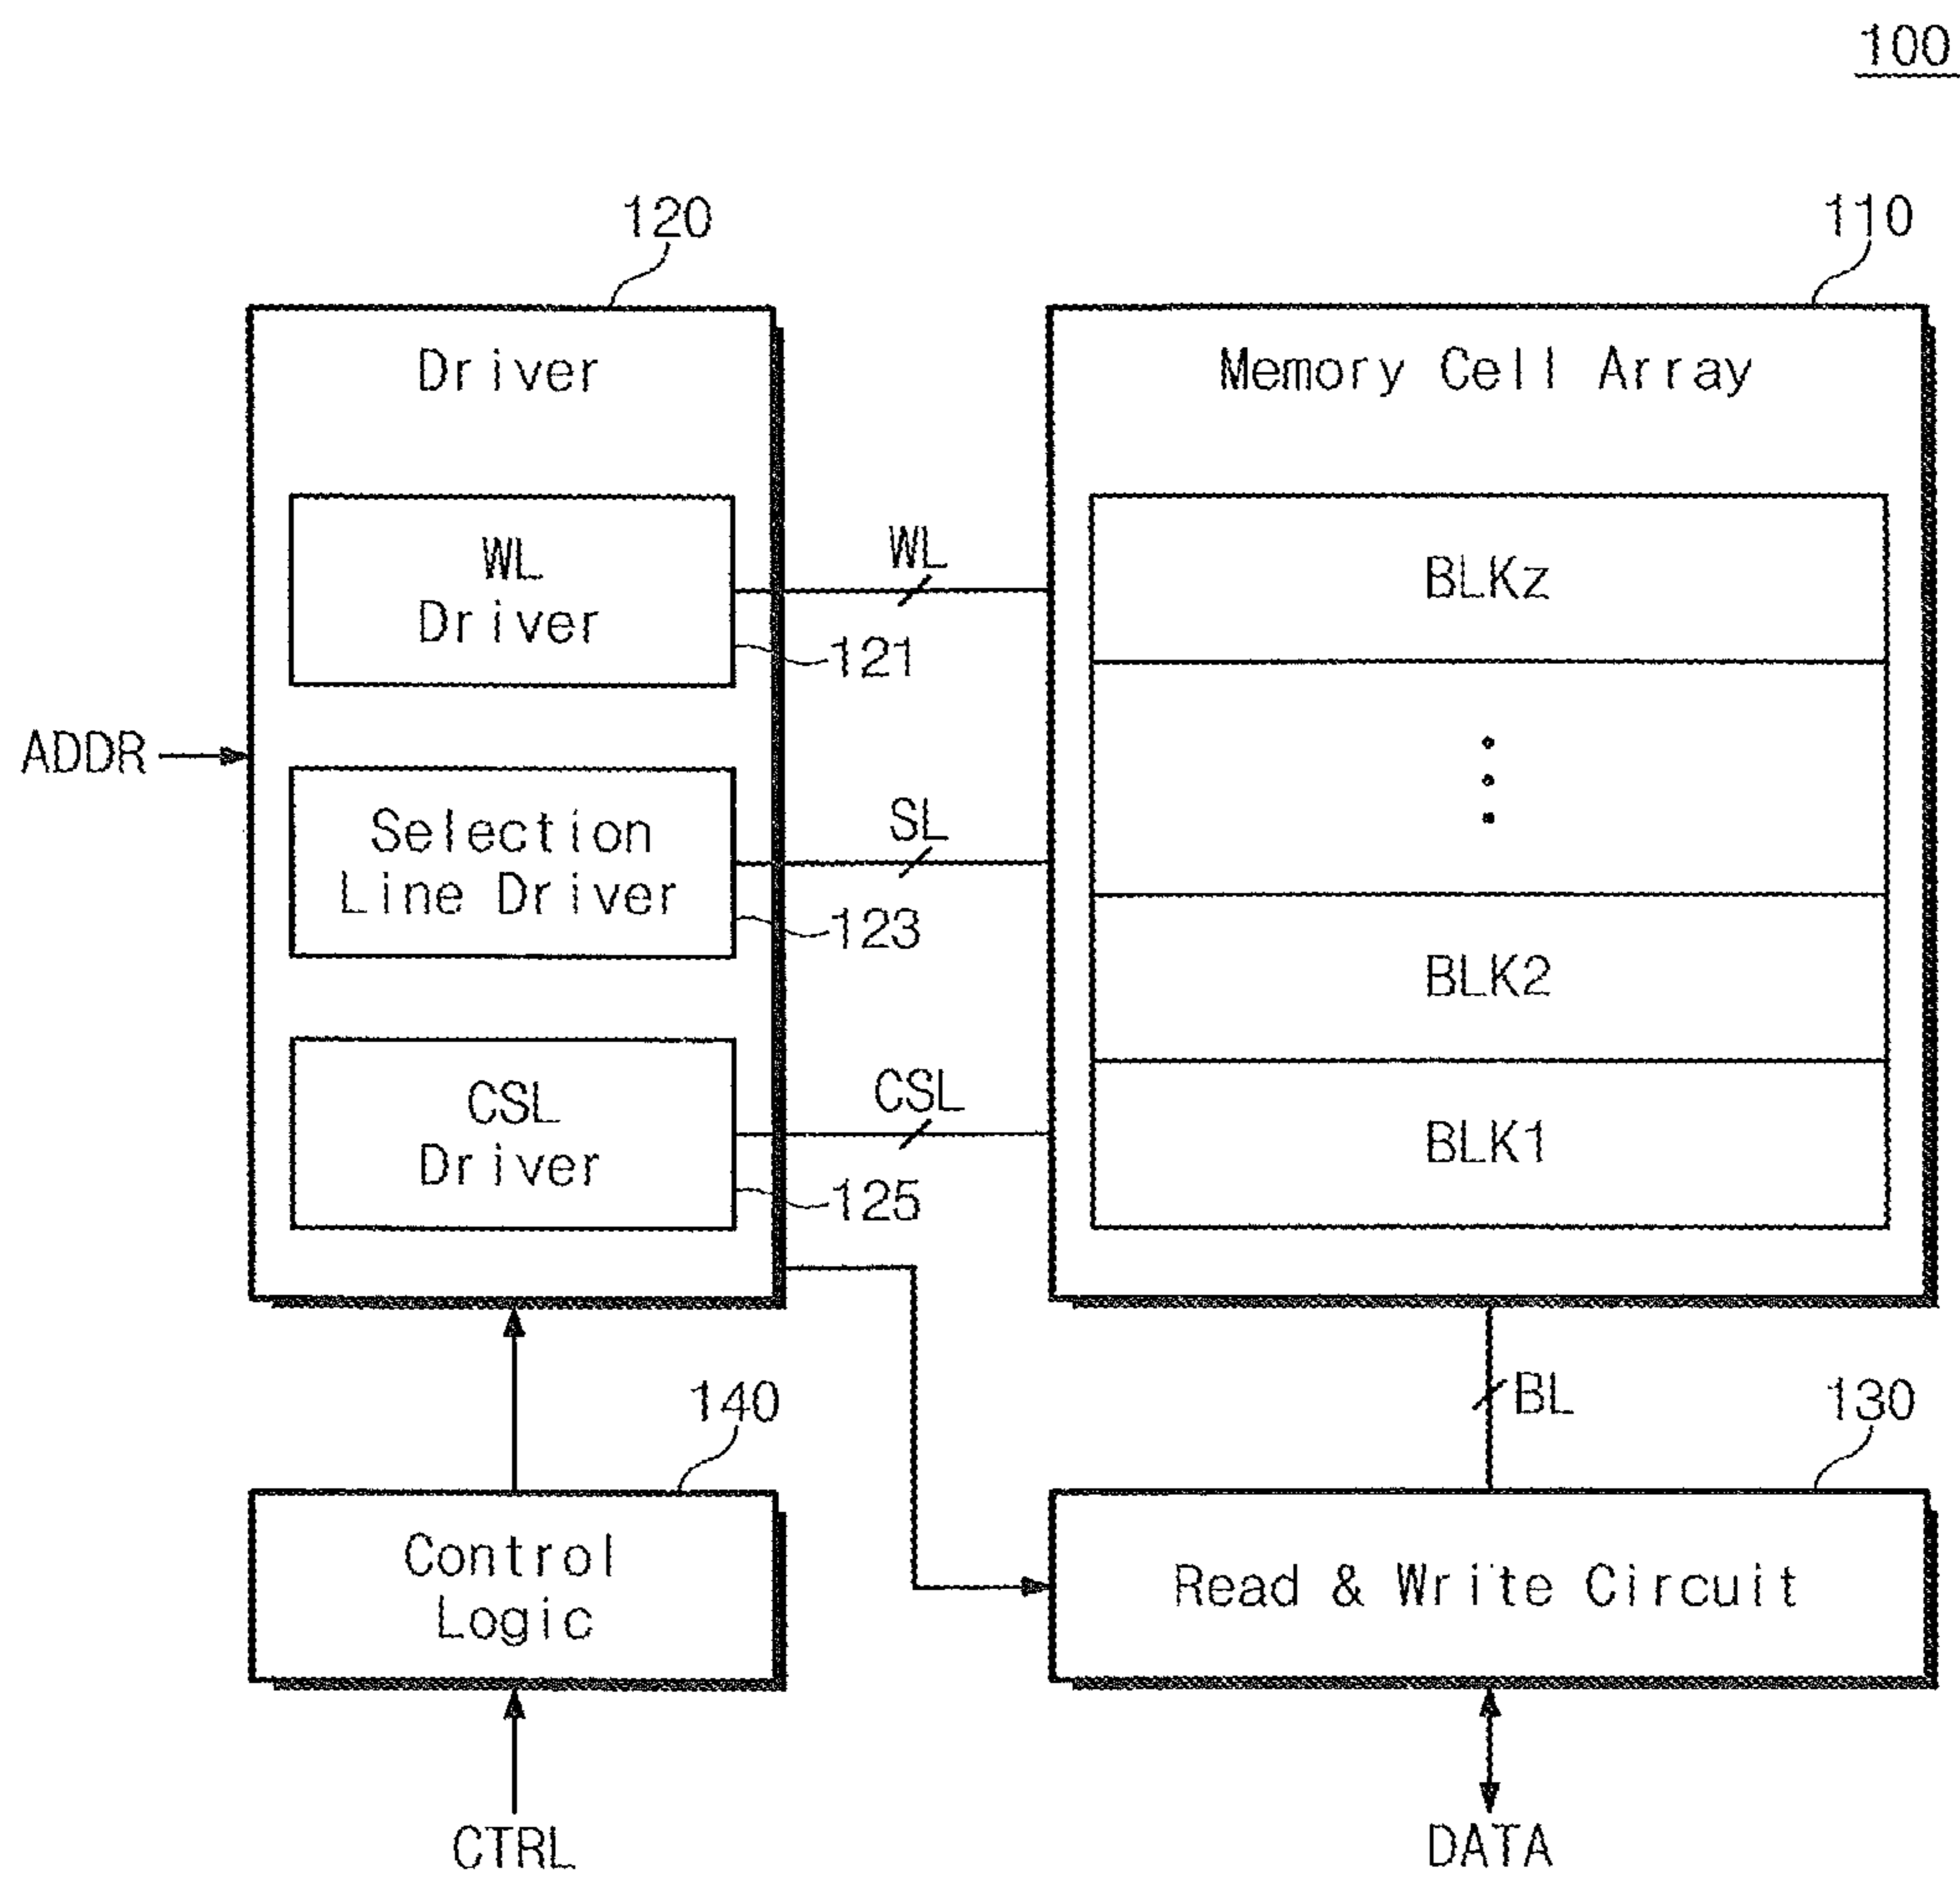 100
120
110
Driver
Memory Cell Array
WL
Driver
WL
121
BLKz
ADDR
Selection
Line Driver
SL
123
BLK2
CSL
Driver
CSL
125
BLK1
140
BL
130
Control
Logic
Read & Write Circuit
CTRL
DATA